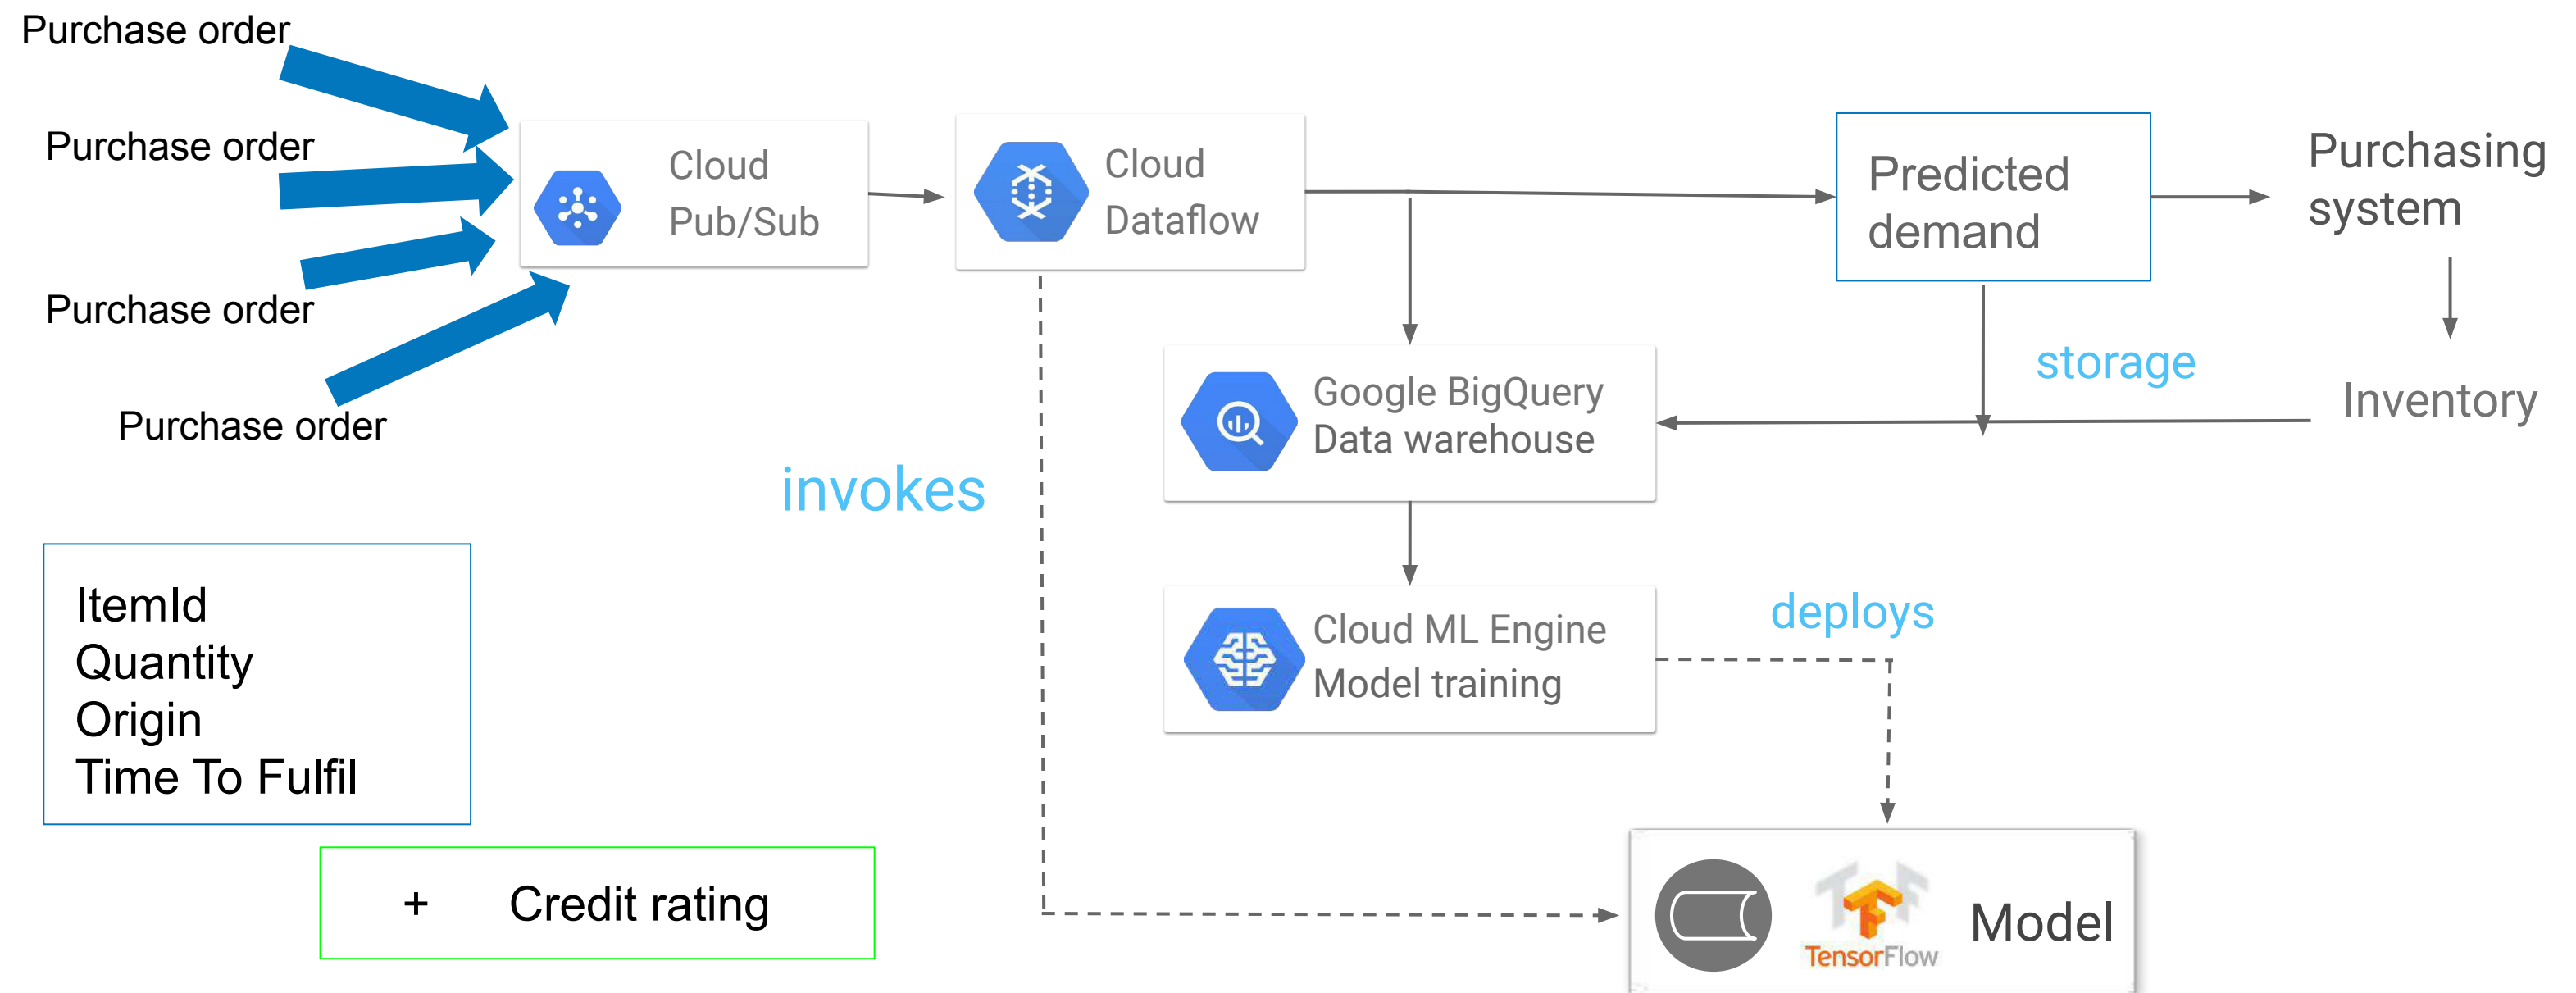 Purchase order
Purchase order
Purchase order
Purchase order
Cloud
Pub/Sub
Cloud
Dataflow
Predicted
demand
Purchasing
system
storage
Inventory
Google BigQuery
Data warehouse
invokes
Cloud ML Engine
Model training
deploys
ItemId
Quantity
Origin
Time To Fulfil
+ Credit rating
TensorFlow
Model